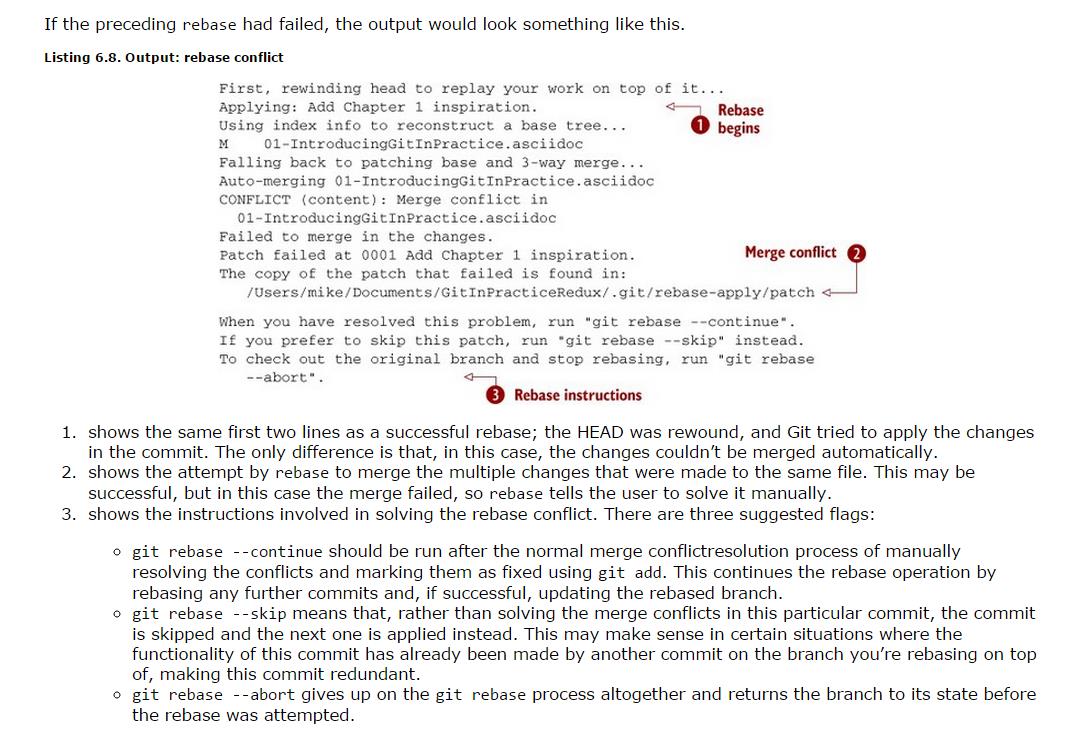 If the preceding rebase had failed, the output would look something like this.
Listing 6.8. Output: rebase conflict
First, rewinding head to replay your work on top of it...
Applying: Add Chapter 1 inspiration.
Rebase
Using index info to reconstruct a base tree...
1 begins
M 01-IntroducingGitInPractice.asciidoc
Falling back to patching base and 3-way merge...
Auto-merging 01-IntroducingGitInPractice.asciidoc
CONFLICT (content): Merge conflict in
01-IntroducingGitInPractice.asciidoc
Failed to merge in the changes.
Patch failed at 0001 Add Chapter 1 inspiration.
Merge conflict 2
The copy of the patch that failed is found in:
/Users/mike/Documents/GitInPracticeRedux/.git/rebase-apply/patch
When you have resolved this problem, run "git rebase --continue".
If you prefer to skip this patch, run "git rebase --skip" instead.
To check out the original branch and stop rebasing, run "git rebase
--abort".
3 Rebase instructions
1. shows the same first two lines as a successful rebase; the HEAD was rewound, and Git tried to apply the changes
in the commit. The only difference is that, in this case, the changes couldn't be merged automatically.
2. shows the attempt by rebase to merge the multiple changes that were made to the same file. This may be
successful, but in this case the merge failed, so rebase tells the user to solve it manually.
3. shows the instructions involved in solving the rebase conflict. There are three suggested flags:
o git rebase --continue should be run after the normal merge conflictresolution process of manually
resolving the conflicts and marking them as fixed using git add. This continues the rebase operation by
rebasing any further commits and, if successful, updating the rebased branch.
o git rebase --skip means that, rather than solving the merge conflicts in this particular commit, the commit
is skipped and the next one is applied instead. This may make sense in certain situations where the
functionality of this commit has already been made by another commit on the branch you're rebasing on top
of, making this commit redundant.
o git rebase --abort gives up on the git rebase process altogether and returns the branch to its state before
the rebase was attempted.